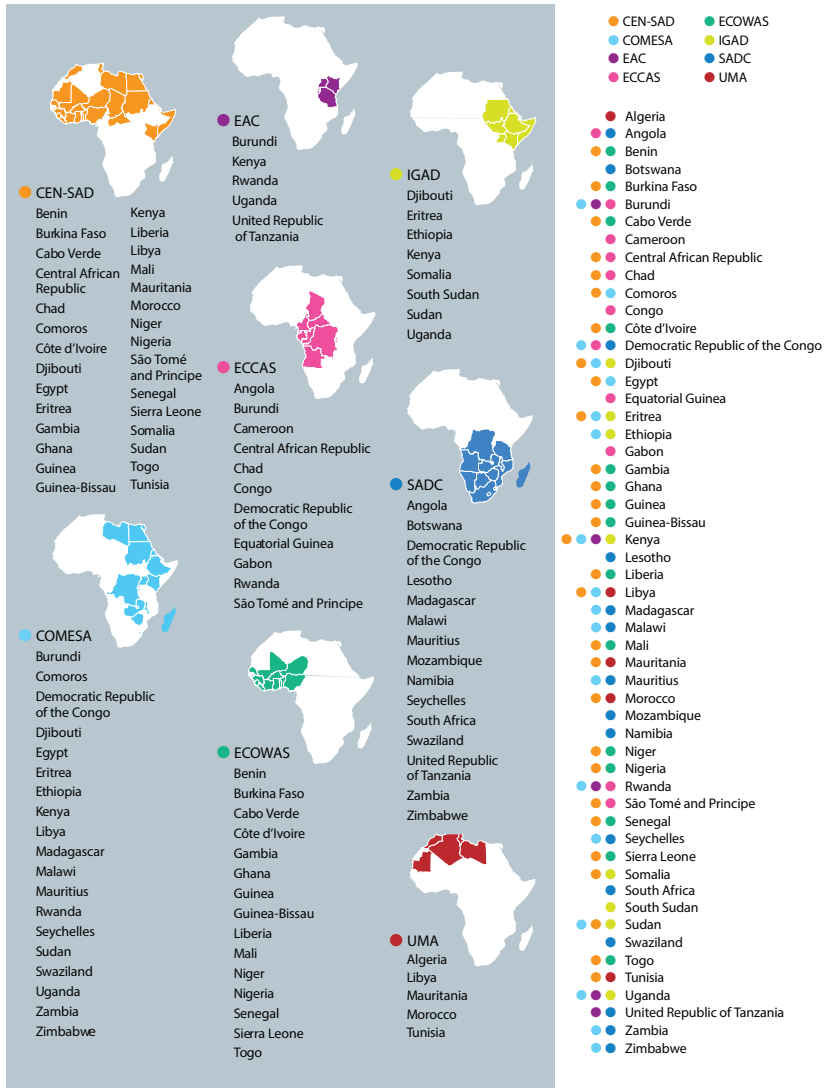 CEN-SAD
Benin
Burkina Faso
Cabo Verde
Central African
Republic
Chad
Comoros
Côte d’Ivoire
Djibouti
Egypt
Eritrea
Gambia
Ghana
Guinea
Guinea-Bissau
Kenya
Liberia
Libya
Mali
Mauritania
Morocco
Niger
Nigeria
São Tomé
and Principe
Senegal
Sierra Leone
Somalia
Sudan
Togo
Tunisia
COMESA
Burundi
Comoros
Democratic Republic
of the Congo
Djibouti
Egypt
Eritrea
Ethiopia
Kenya
Libya
Madagascar
Malawi
Mauritius
Rwanda
Seychelles
Sudan
Swaziland
Uganda
Zambia
Zimbabwe
EAC
Burundi
Kenya
Rwanda
Uganda
United Republic
of Tanzania
ECCAS
Angola
Burundi
Cameroon
Central African Republic
Chad
Congo
Democratic Republic
of the Congo
Equatorial Guinea
Gabon
Rwanda
São Tomé and Principe
ECOWAS
Benin
Burkina Faso
Cabo Verde
Côte d’Ivoire
Gambia
Ghana
Guinea
Guinea-Bissau
Liberia
Mali
Niger
Nigeria
Senegal
Sierra Leone
Togo
IGAD
Djibouti
Eritrea
Ethiopia
Kenya
Somalia
South Sudan
Sudan
Uganda
SADC
Angola
Botswana
Democratic Republic
of the Congo
Lesotho
Madagascar
Malawi
Mauritius
Mozambique
Namibia
Seychelles
South Africa
Swaziland
United Republic
of Tanzania
Zambia
Zimbabwe
UMA
Algeria
Libya
Mauritania
Morocco
Tunisia
CEN-SAD
COMESA
EAC
ECCAS
ECOWAS
IGAD
SADC
UMA
Algeria
Angola
Benin
Botswana
Burkina Faso
Burundi
Cabo Verde
Cameroon
Central African Republic
Chad
Comoros
Congo
Côte d’Ivoire
Democratic Republic of the Congo
Djibouti
Egypt
Equatorial Guinea
Eritrea
Ethiopia
Gabon
Gambia
Ghana
Guinea
Guinea-Bissau
Kenya
Lesotho
Liberia
Libya
Madagascar
Malawi
Mali
Mauritania
Mauritius
Morocco
Mozambique
Namibia
Niger
Nigeria
Rwanda
São Tomé and Principe
Senegal
Seychelles
Sierra Leone
Somalia
South Africa
South Sudan
Sudan
Swaziland
Togo
Tunisia
Uganda
United Republic of Tanzania
Zambia
Zimbabwe